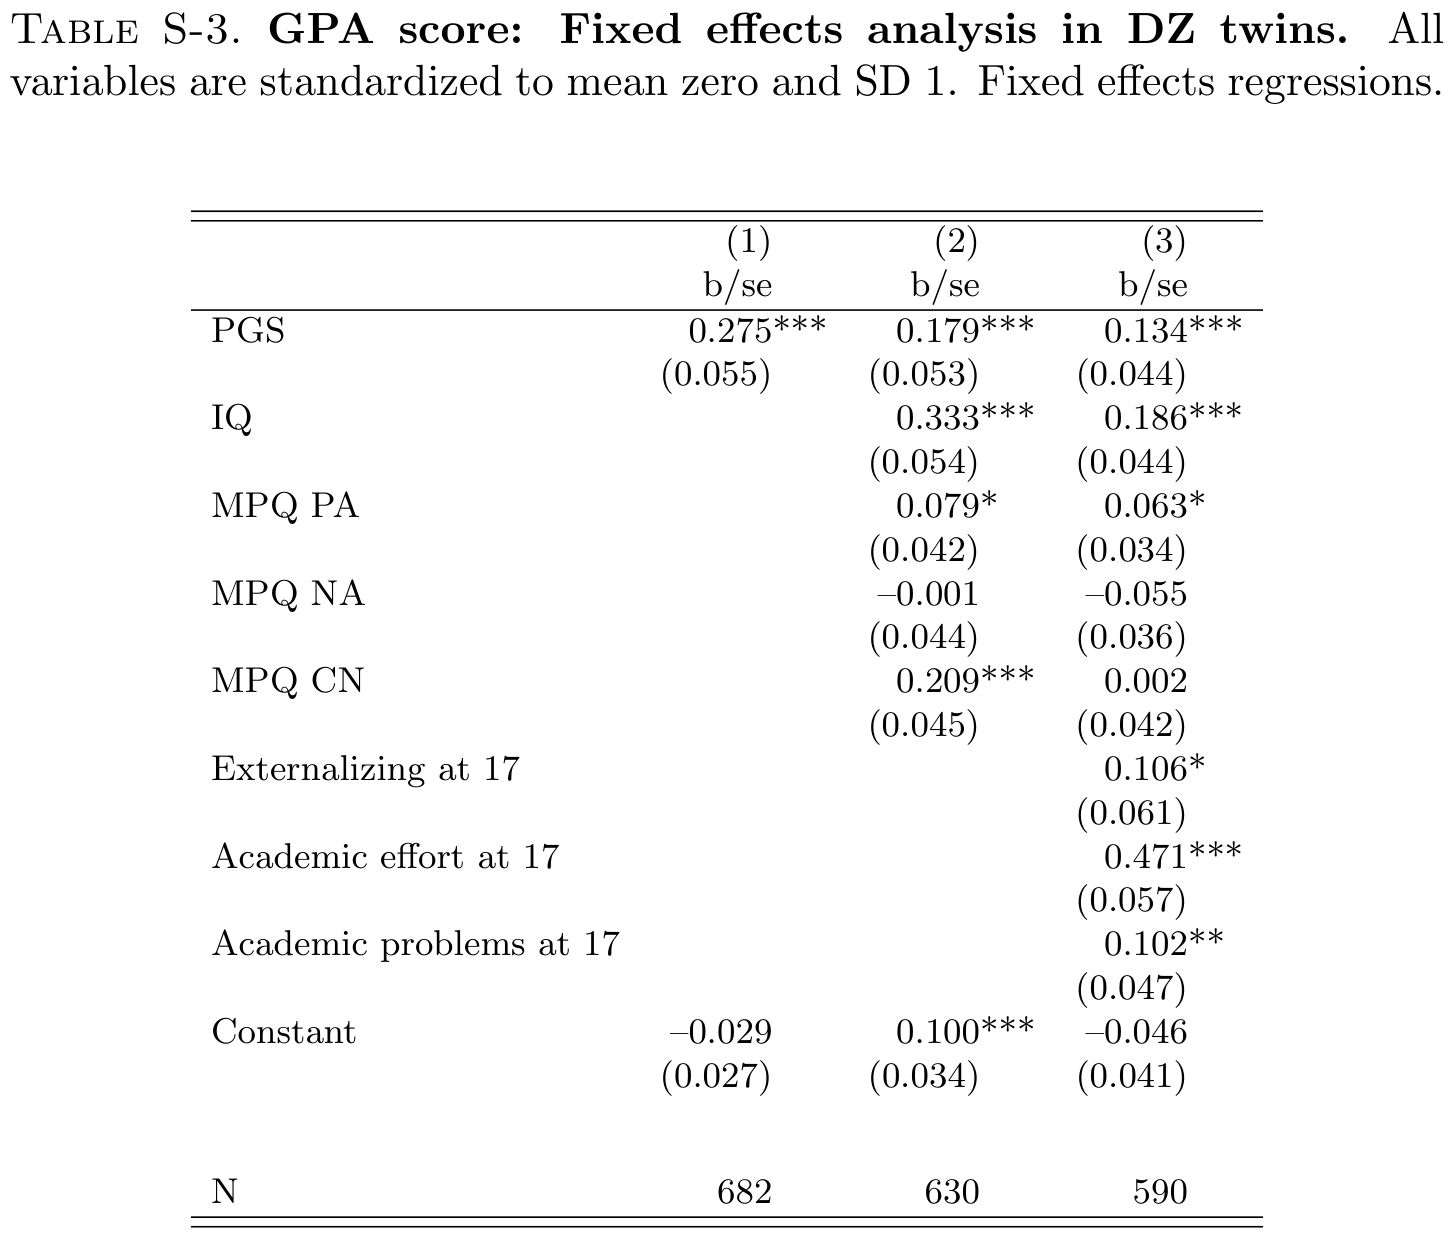 TABLE S-3. GPA score: Fixed effects analysis in DZ twins. All
variables are standardized to mean zero and SD 1. Fixed effects regressions.
(1) (2) (3)
b/se b/se b/se
PGS 0.275*** 0.179*** 0.134***
(0.055) (0.053) (0.044)
IQ 0.333*** 0.186***
(0.054) (0.044)
MPQ PA 0.079* 0.063*
(0.042) (0.034)
MPQ NA –0.001 –0.055
(0.044) (0.036)
MPQ CN 0.209*** 0.002
(0.045) (0.042)
Externalizing at 17 0.106*
(0.061)
Academic effort at 17 0.471***
(0.057)
Academic problems at 17 0.102**
(0.047)
Constant –0.029 0.100*** –0.046
(0.027) (0.034) (0.041)
N 682 630 590